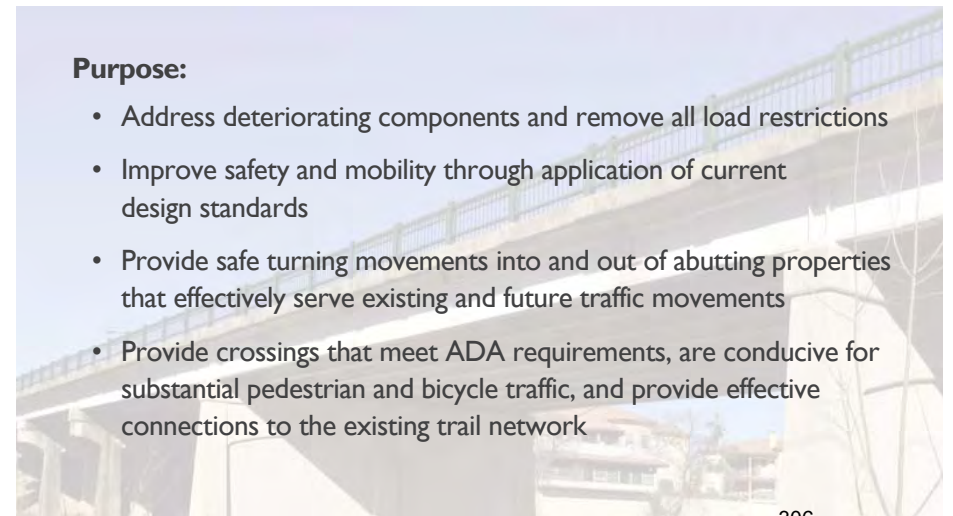 Purpose:
• Address deteriorating components and remove all load restrictions
• Improve safety and mobility through application of current
design standards
• Provide safe turning movements into and out of abutting properties
that effectively serve existing and future traffic movements
• Provide crossings that meet ADA requirements, are conducive for
substantial pedestrian and bicycle traffic, and provide effective
connections to the existing trail network